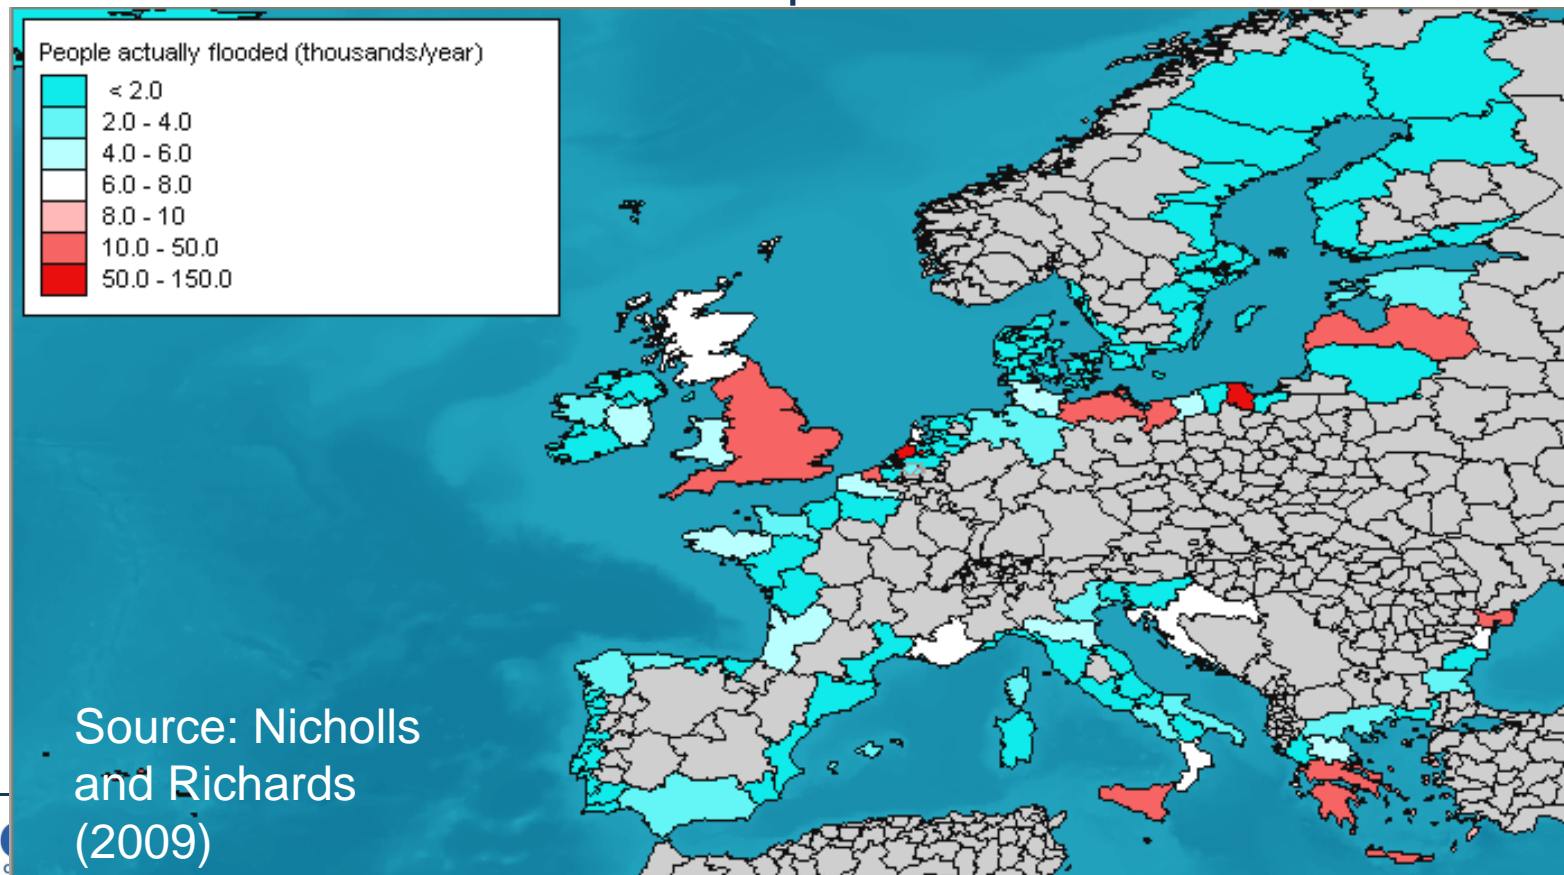 People actually flooded (thousands/year)
< 2.0
2.0 - 4.0
4.0 - 6.0
6.0 - 8.0
8.0 - 10
10.0 - 50.0
50.0 - 150.0
Source: Nicholls
and Richards
(2009)